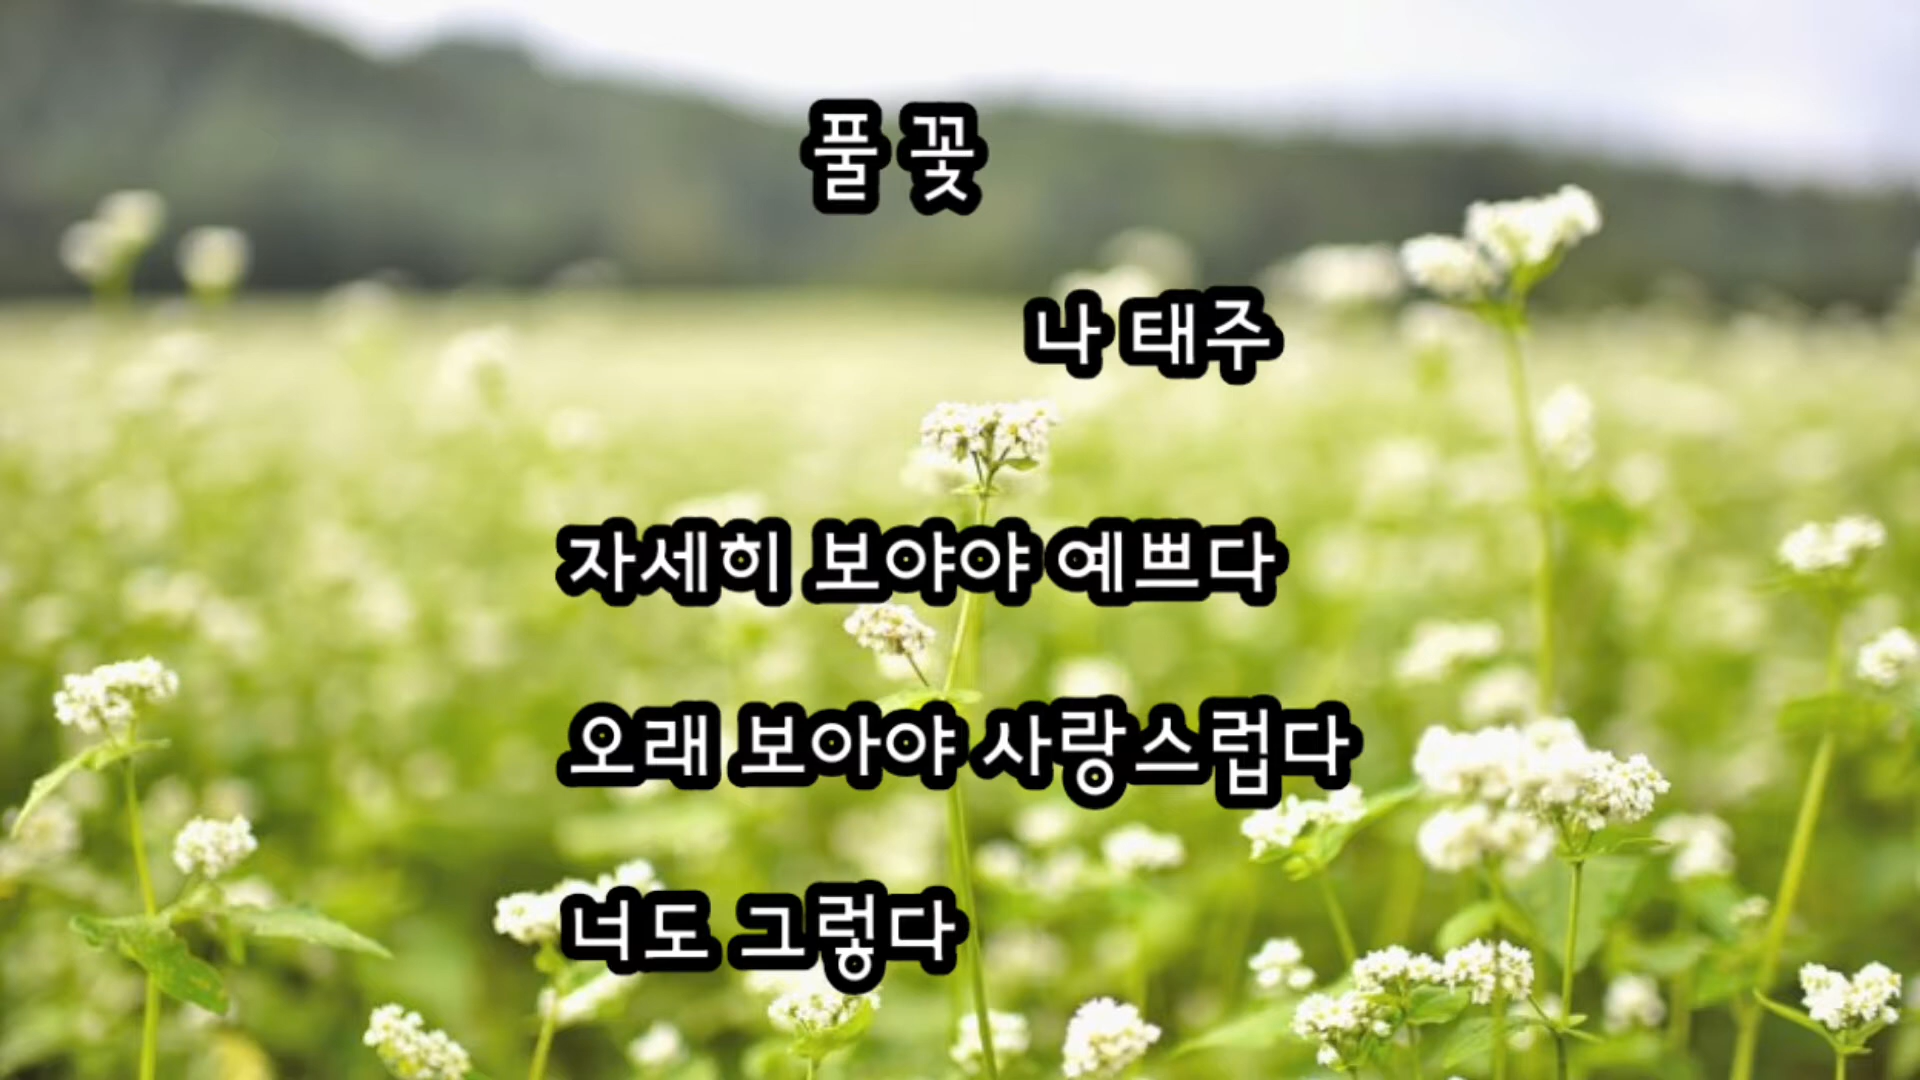 풀 꽃
나 태주
자세히 보야야 예쁘다
오래 보아야 사랑스럽다
너도 그렇다